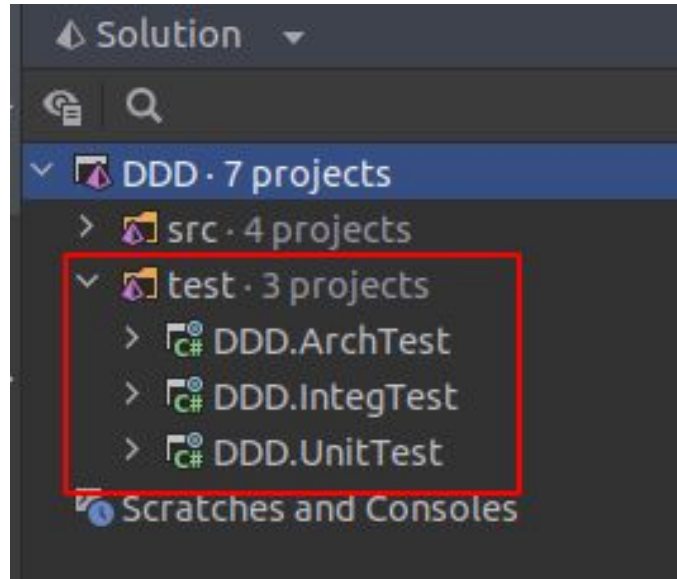 Solution
DDD · 7 projects
src · 4 projects
test · 3 projects
C# DDD.ArchTest
C# DDD.IntegTest
C# DDD.UnitTest
Scratches and Consoles